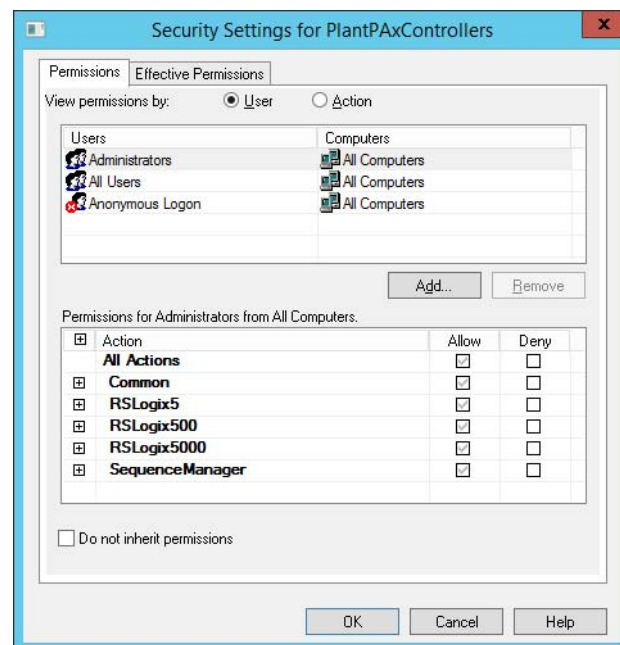 Security Settings for PlantPAxControllers
x
Permissions Effective Permissions
View permissions by: User Action
Users Computers
Administrators All Computers
All Users All Computers
Anonymous Logon All Computers
Add... Remove
Permissions for Administrators from All Computers.
Action Allow Deny
All Actions
Common
RSLogix5
RSLogix500
RSLogix5000
SequenceManager
Do not inherit permissions
OK Cancel Help